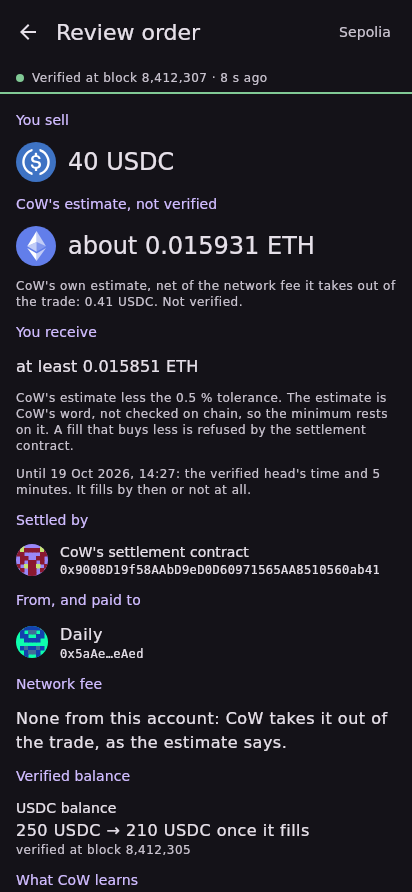 Review order
Sepolia
Verified at block 8,412,307 · 8 s ago
You sell
40 USDC
CoW's estimate, not verified
about 0.015931 ETH
CoW's own estimate, net of the network fee it takes out of
the trade: 0.41 USDC. Not verified.
You receive
at least 0.015851 ETH
CoW's estimate less the 0.5 % tolerance. The estimate is
CoW's word, not checked on chain, so the minimum rests
on it. A fill that buys less is refused by the settlement
contract.
Until 19 Oct 2026, 14:27: the verified head's time and 5
minutes. It fills by then or not at all.
Settled by
CoW's settlement contract
0x9008D19f58AAbD9eD0D60971565AA8510560ab41
From, and paid to
Daily
0x5aAe…eAed
Network fee
None from this account: CoW takes it out of
the trade, as the estimate says.
Verified balance
USDC balance
250 USDC → 210 USDC once it fills
verified at block 8,412,305
What CoW learns